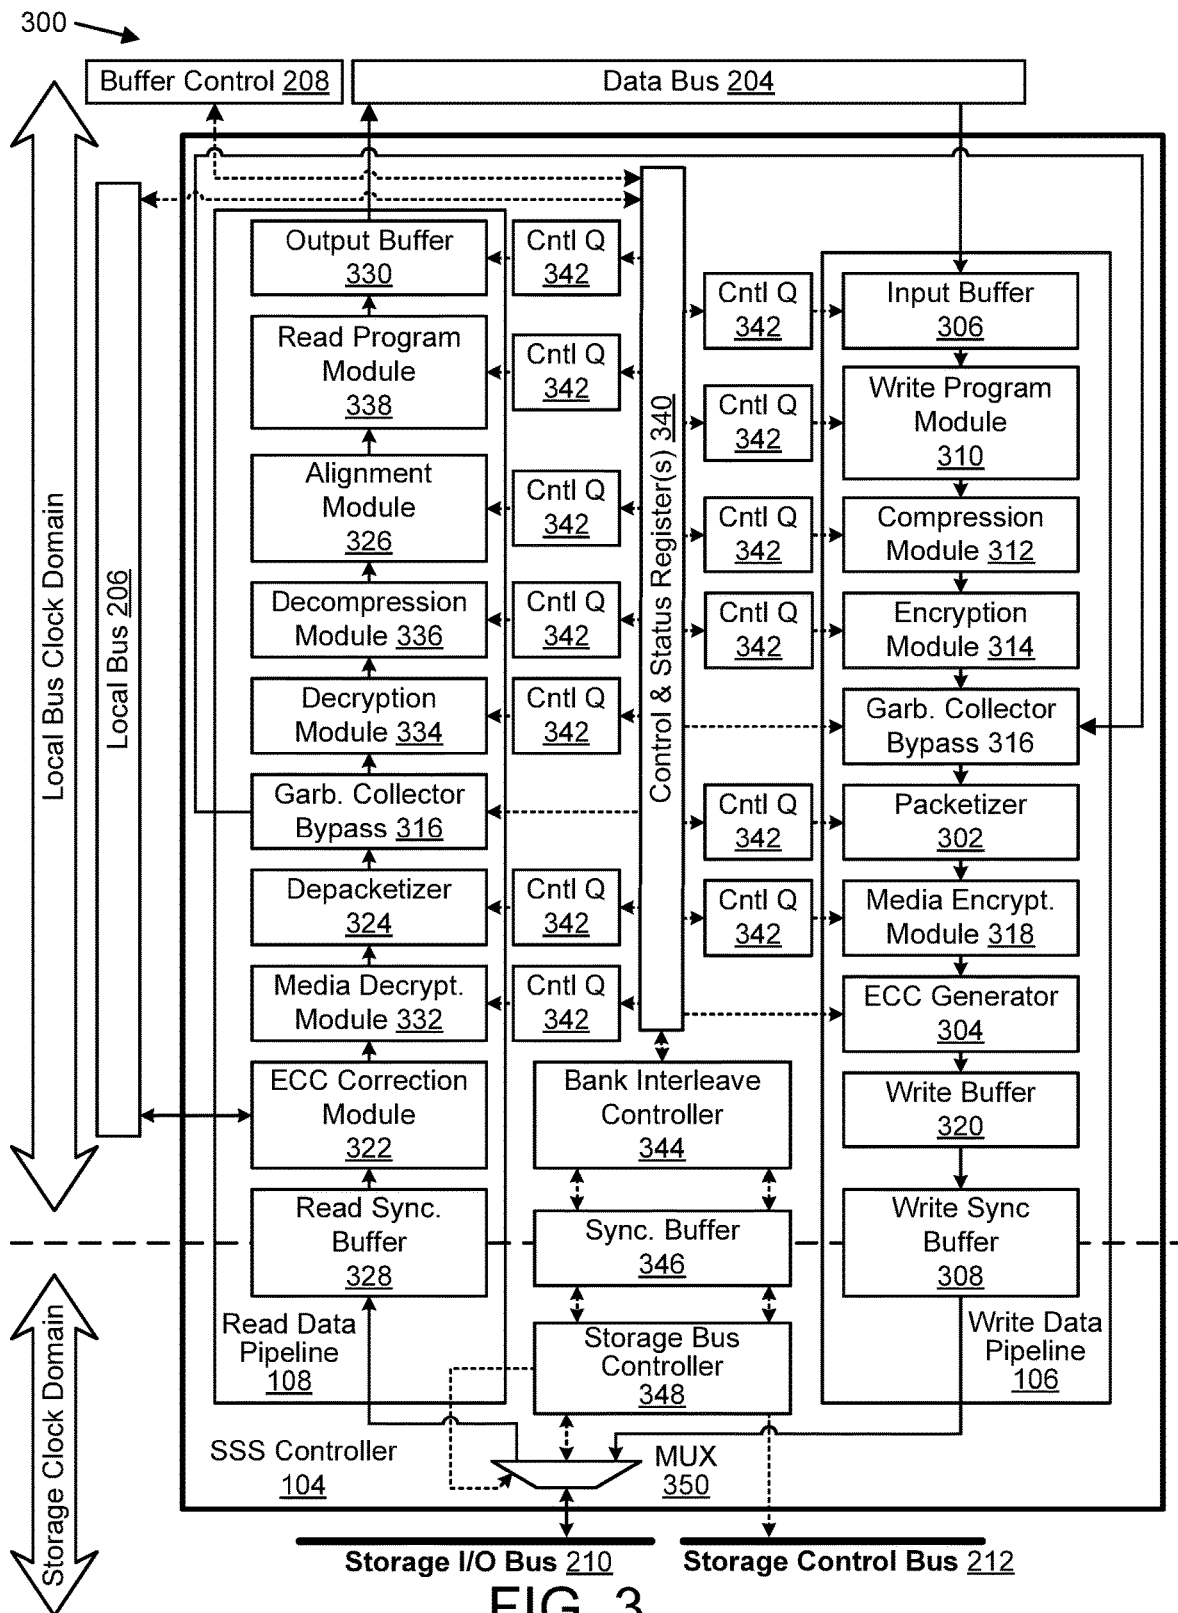 300
Buffer Control 208
Data Bus 204
Local Bus Clock Domain
Local Bus 206
Storage Clock Domain
Output Buffer
330
Read Program
Module
338
Alignment
Module
326
Decompression
Module 336
Decryption
Module 334
Garb. Collector
Bypass 316
Depacketizer
324
Media Decrypt.
Module 332
ECC Correction
Module
322
Read Sync.
Buffer
328
Read Data
Pipeline
108
Cntl Q
342
Cntl Q
342
Cntl Q
342
Cntl Q
342
Cntl Q
342
Cntl Q
342
Cntl Q
342
Control & Status Register(s) 340
Cntl Q
342
Cntl Q
342
Cntl Q
342
Cntl Q
342
Cntl Q
342
Cntl Q
342
Input Buffer
306
Write Program
Module
310
Compression
Module 312
Encryption
Module 314
Garb. Collector
Bypass 316
Packetizer
302
Media Encrypt.
Module 318
ECC Generator
304
Write Buffer
320
Write Sync
Buffer
308
Write Data
Pipeline
106
Bank Interleave
Controller
344
Sync. Buffer
346
Storage Bus
Controller
348
SSS Controller
104
MUX
350
Storage I/O Bus 210
Storage Control Bus 212
FIG. 3